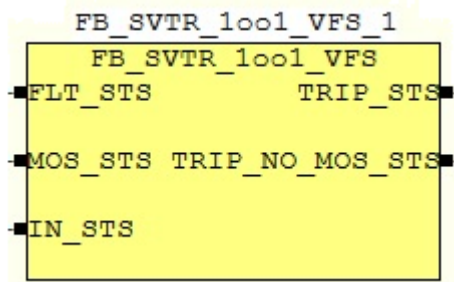 FB_SVTR_1oo1_VFS_1
FB_SVTR_1oo1_VFS
FLT_STS TRIP_STS
MOS_STS TRIP_NO_MOS_STS
IN_STS